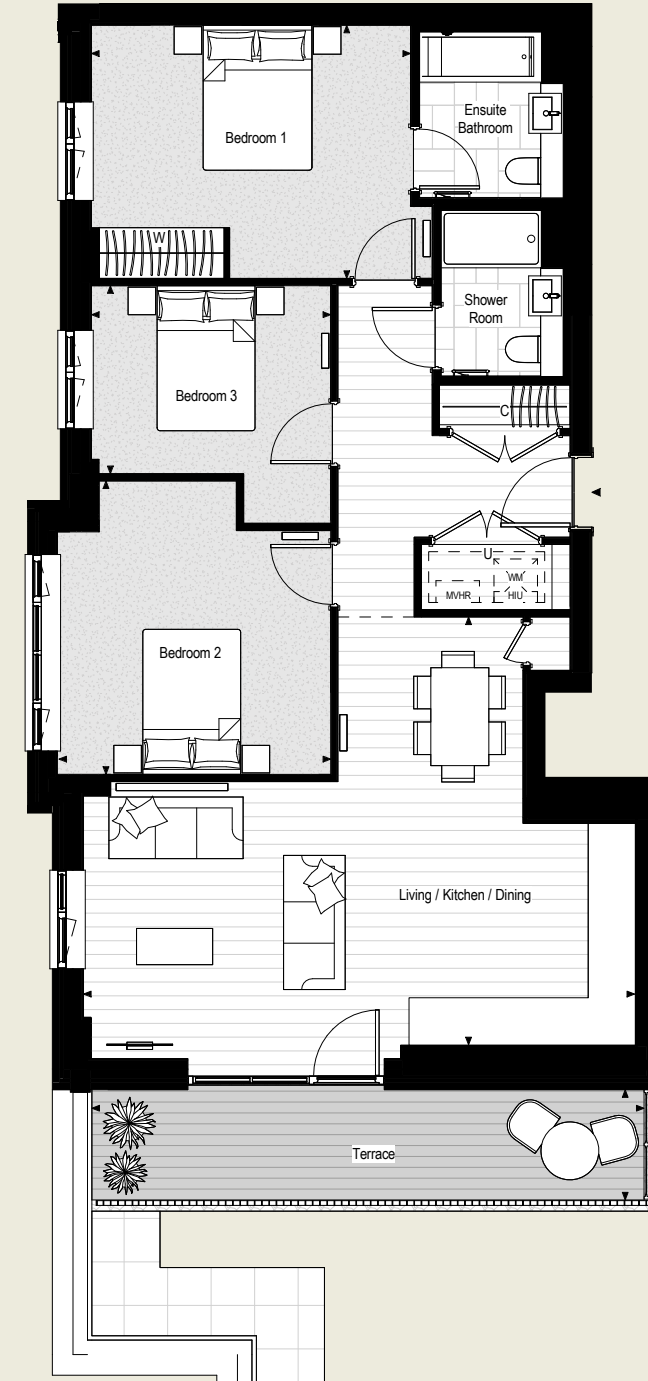 Bedroom 1
Ensuite
Bathroom
W
Shower
Room
Bedroom 3
C
U
WM
MVHR
HIU
Bedroom 2
Living / Kitchen / Dining
Terrace